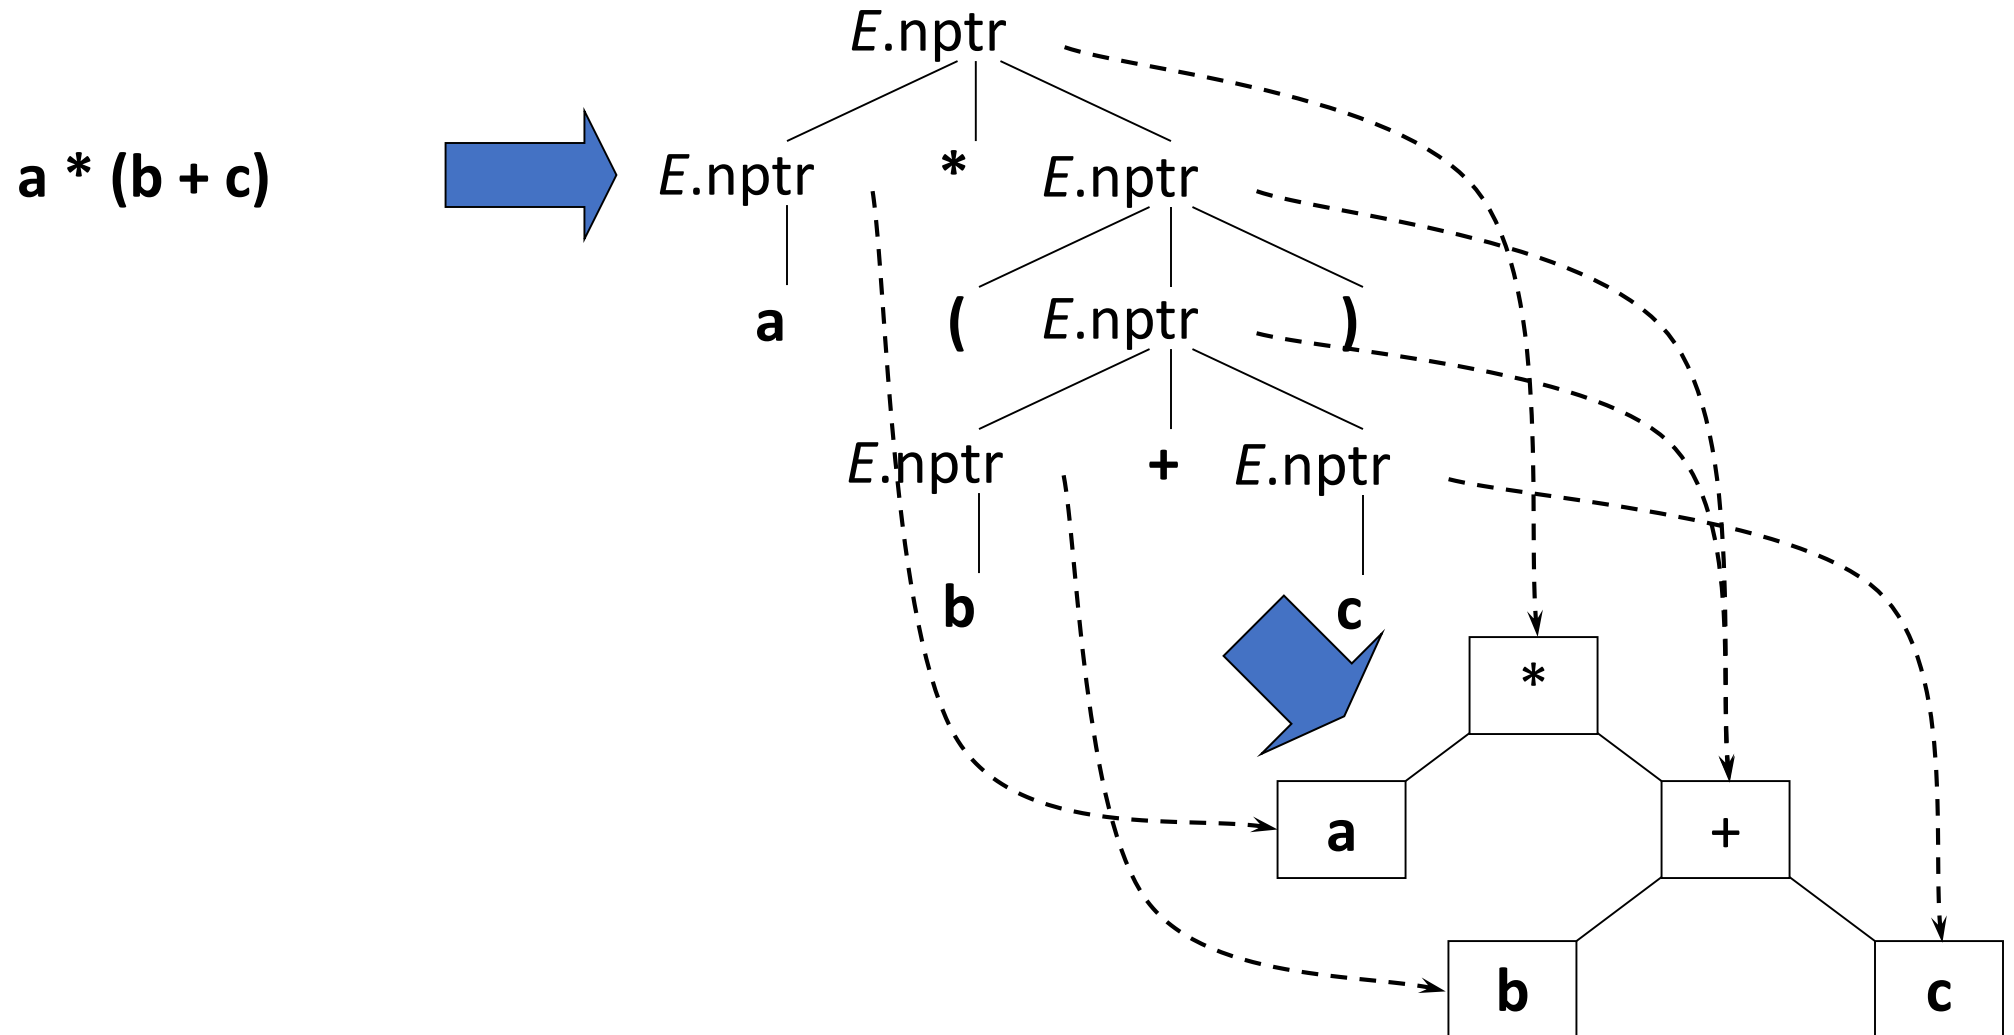 E.nptr
a * (b + c)
E.nptr * E.nptr
a ( E.nptr )
E.nptr + E.nptr
b c
*
a +
b c